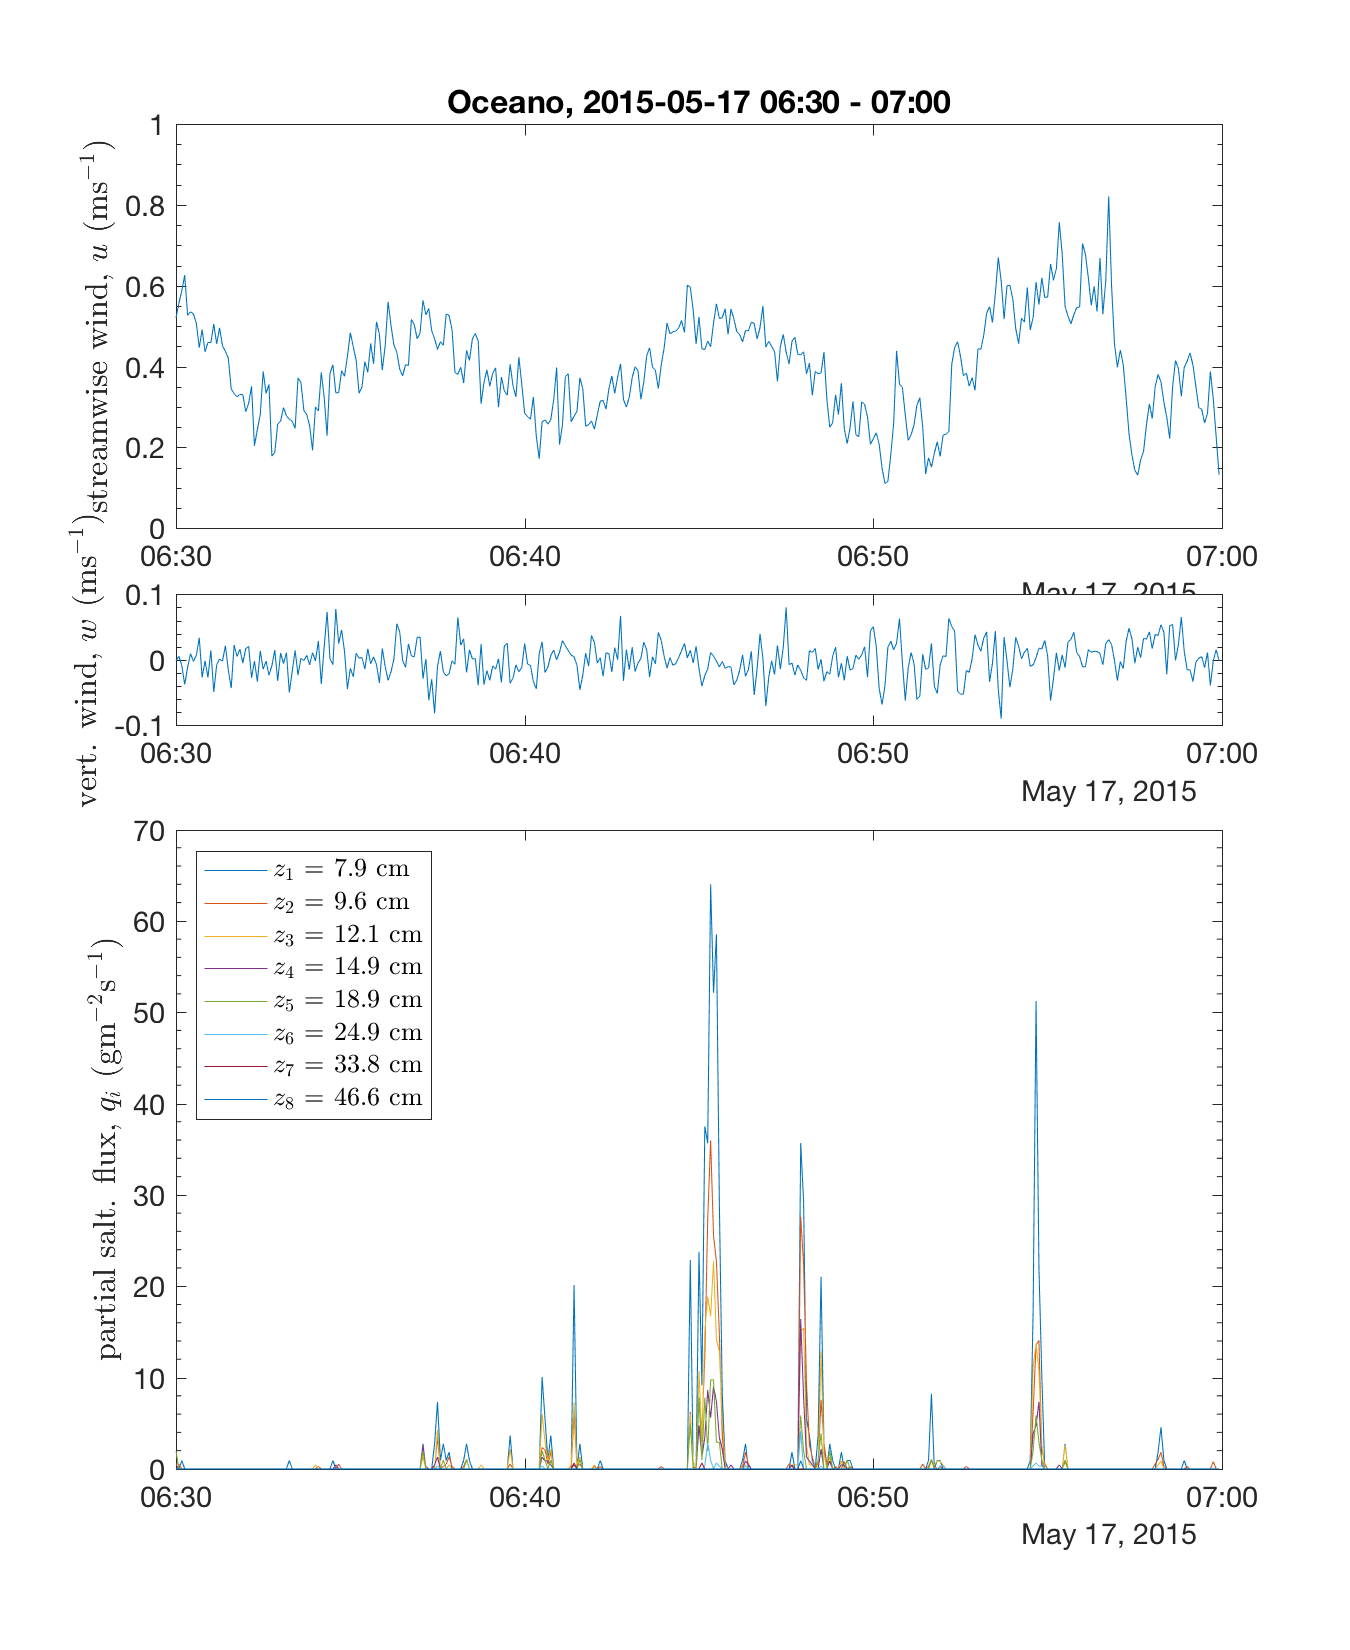 Oceano, 2015-05-17 06:30 - 07:00
streamwise wind, u (ms⁻¹)
1
0.8
0.6
0.4
0.2
0
06:30 06:40 06:50 07:00
May 17, 2015
vert. wind, w (ms⁻¹)
0.1
0
-0.1
06:30 06:40 06:50 07:00
May 17, 2015
partial salt. flux, qᵢ (gm⁻²s⁻¹)
70
60
50
40
30
20
10
0
z₁ = 7.9 cm
z₂ = 9.6 cm
z₃ = 12.1 cm
z₄ = 14.9 cm
z₅ = 18.9 cm
z₆ = 24.9 cm
z₇ = 33.8 cm
z₈ = 46.6 cm
06:30 06:40 06:50 07:00
May 17, 2015